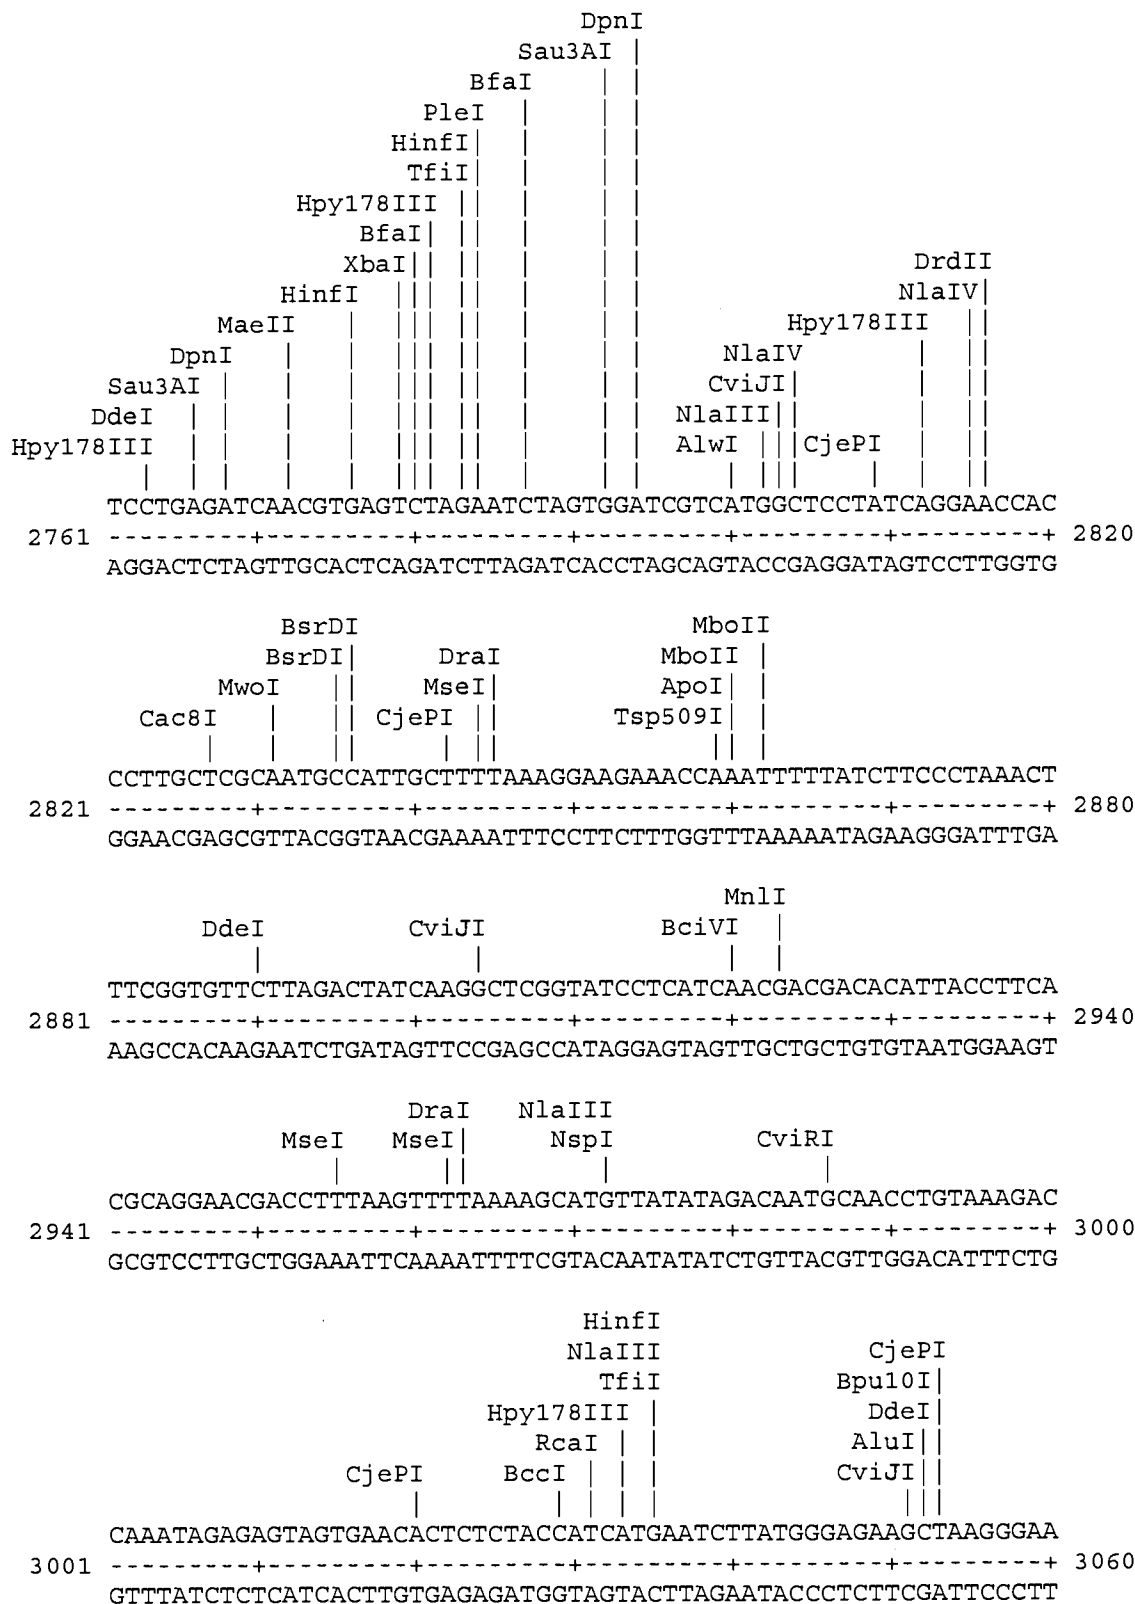 DpnI
Sau3AI
BfaI
PleI
HinfI
TfiI
Hpy178III
BfaI
XbaI DrdII
HinfI NlaIV
MaeII Hpy178III
DpnI NlaIV
Sau3AI CviJI
DdeI NlaIII
Hpy178III AlwI CjePI
TCCTGAGATCAACGTGAGTCTAGAATCTAGTGGATCGTCATGGCTCCTATCAGGAACCAC
2761 ---------+---------+---------+---------+---------+---------+ 2820
AGGACTCTAGTTGCACTCAGATCTTAGATCACCTAGCAGTACCGAGGATAGTCCTTGGTG
BsrDI MboII
BsrDI DraI MboII
MwoI MseI ApoI
Cac8I CjePI Tsp509I
CCTTGCTCGCAATGCCATTGCTTTTAAAGGAAGAAACCAAATTTTTATCTTCCCTAAACT
2821 ---------+---------+---------+---------+---------+---------+ 2880
GGAACGAGCGTTACGGTAACGAAAATTTCCTTCTTTGGTTTAAAAATAGAAGGGATTTGA
MnlI
DdeI CviJI BciVI
TTCGGTGTTCTTAGACTATCAAGGCTCGGTATCCTCATCAACGACGACACATTACCTTCA
2881 ---------+---------+---------+---------+---------+---------+ 2940
AAGCCACAAGAATCTGATAGTTCCGAGCCATAGGAGTAGTTGCTGCTGTGTAATGGAAGT
DraI NlaIII
MseI MseI NspI CviRI
CGCAGGAACGACCTTTAAGTTTTAAAAGCATGTTATATAGACAATGCAACCTGTAAAGAC
2941 ---------+---------+---------+---------+---------+---------+ 3000
GCGTCCTTGCTGGAAATTCAAAATTTTCGTACAATATATCTGTTACGTTGGACATTTCTG
HinfI
NlaIII CjePI
TfiI Bpu10I
Hpy178III DdeI
RcaI AluI
CjePI BccI CviJI
CAAATAGAGAGTAGTGAACACTCTCTACCATCATGAATCTTATGGGAGAAGCTAAGGGAA
3001 ---------+---------+---------+---------+---------+---------+ 3060
GTTTATCTCTCATCACTTGTGAGAGATGGTAGTACTTAGAATACCCTCTTCGATTCCCTT